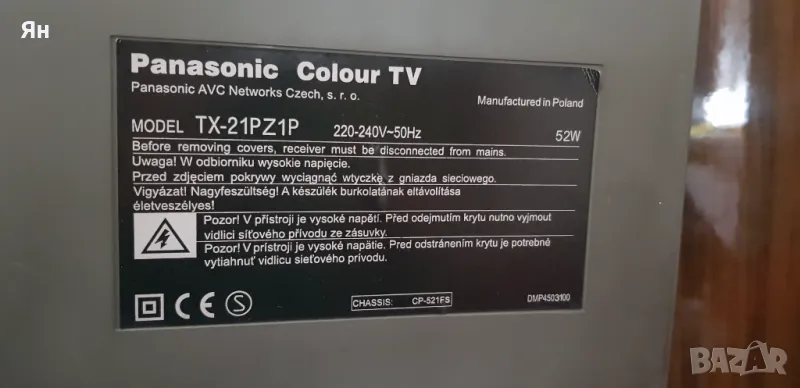 Ян
Panasonic Colour TV
Panasonic AVC Networks Czech, s. r. o.
Manufactured in Poland
MODEL TX-21PZ1P 220-240V~50Hz 52W
Before removing covers, receiver must be disconnected from mains.
Uwaga! W odbiorniku wysokie napięcie.
Przed zdjęciem pokrywy wyciągnąć wtyczkę z gniazda sieciowego.
Vigyázat! Nagyfeszültség! A készülék burkolatának eltávolítása
életveszélyes!
Pozor! V přístroji je vysoké napětí. Před odejmutím krytu nutno vyjmout
vidlici síťového přívodu ze zásuvky.
Pozor! V prístroji je vysoké napätie. Pred odstránením krytu je potrebné
vytiahnuť vidlicu sieťového prívodu.
CE S
CHASSIS: CP-521FS
DMP4503100
BAZAR